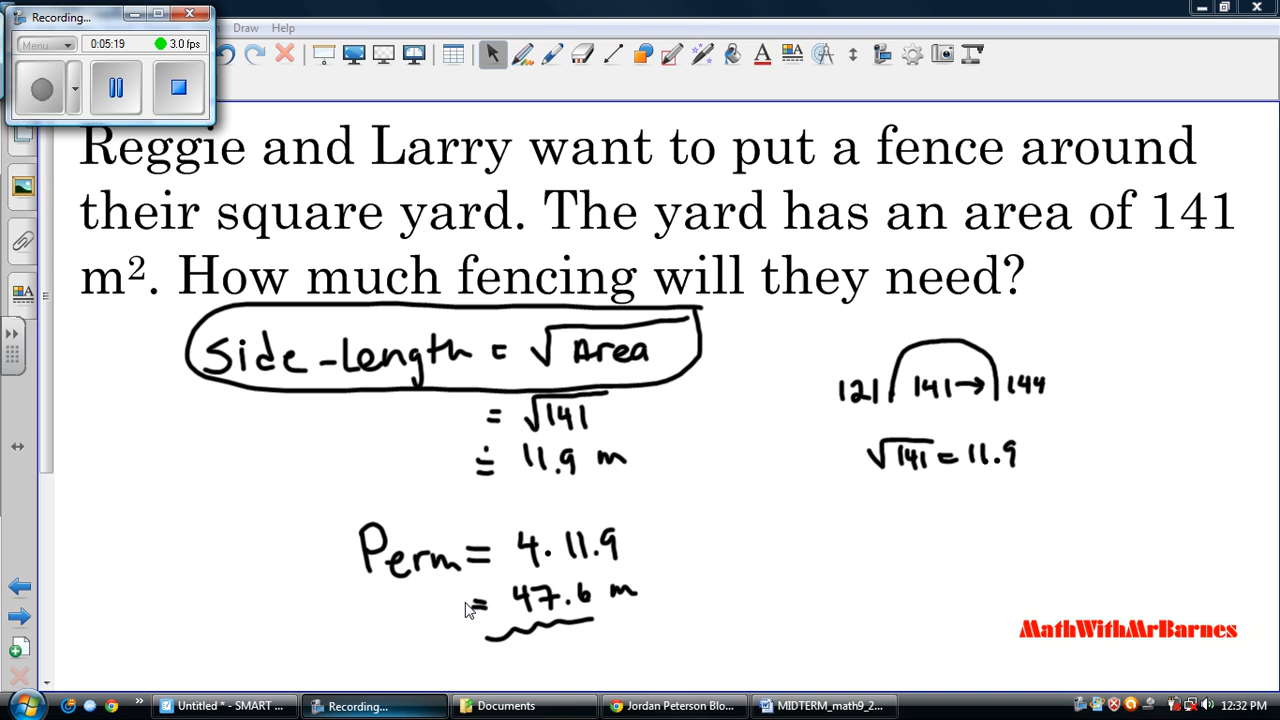 Recording...
Draw Help
Menu 0:05:19 3.0 fps
Reggie and Larry want to put a fence around
their square yard. The yard has an area of 141
m². How much fencing will they need?
Side-Length = √Area
= √141
≐ 11.9 m
121 141→ 144
√141 = 11.9
Perm = 4.11.9
= 47.6 m
MathWithMrBarnes
Untitled * - SMART ... Recording... Documents Jordan Peterson Blo... MIDTERM_math9_2... 12:32 PM